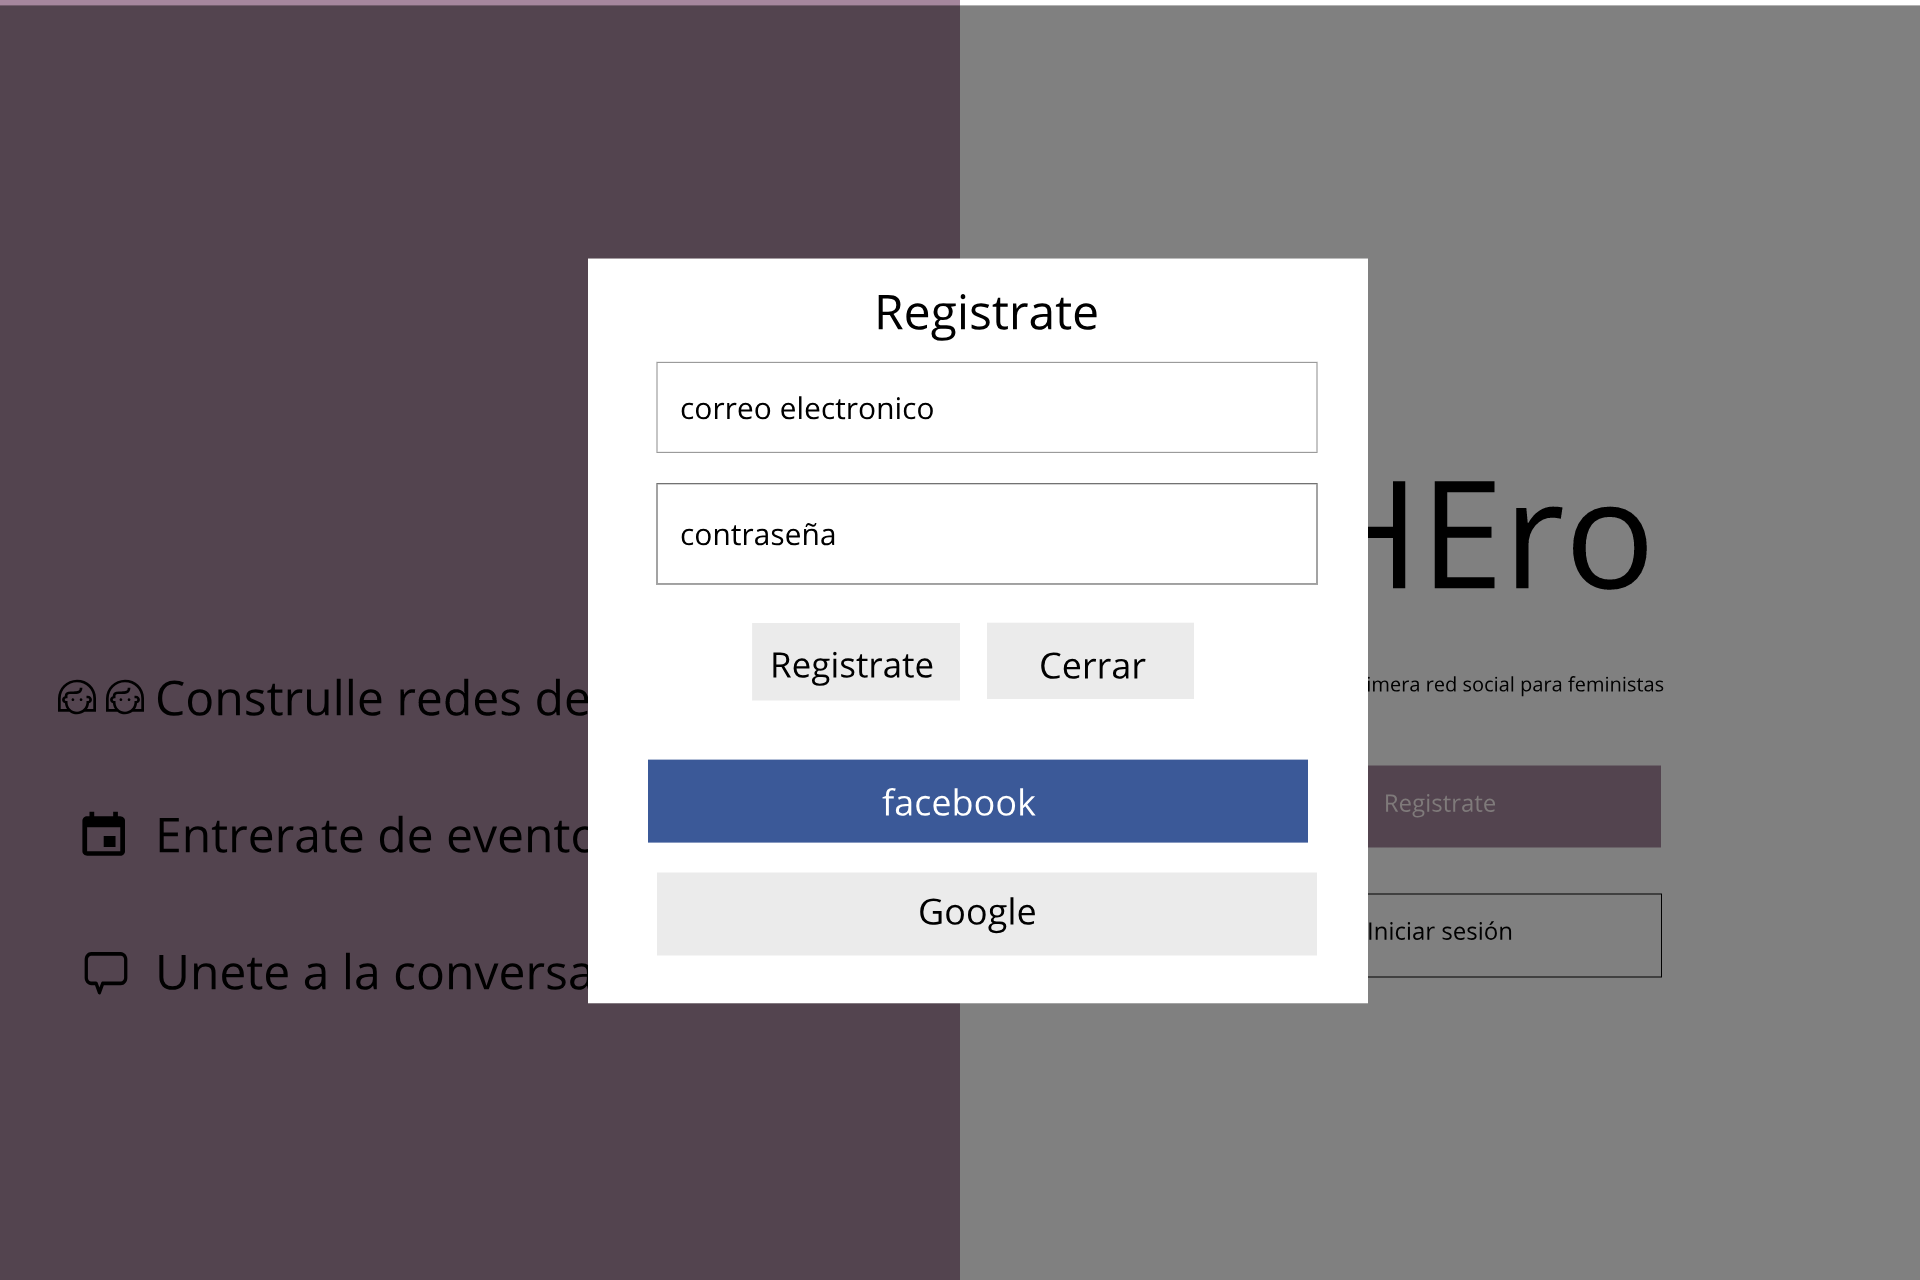 Registrate
correo electronico
contraseña
Registrate
Cerrar
facebook
Google
Construlle redes de
Entrerate de evento
Unete a la conversa
HEro
imera red social para feministas
Registrate
Iniciar sesión